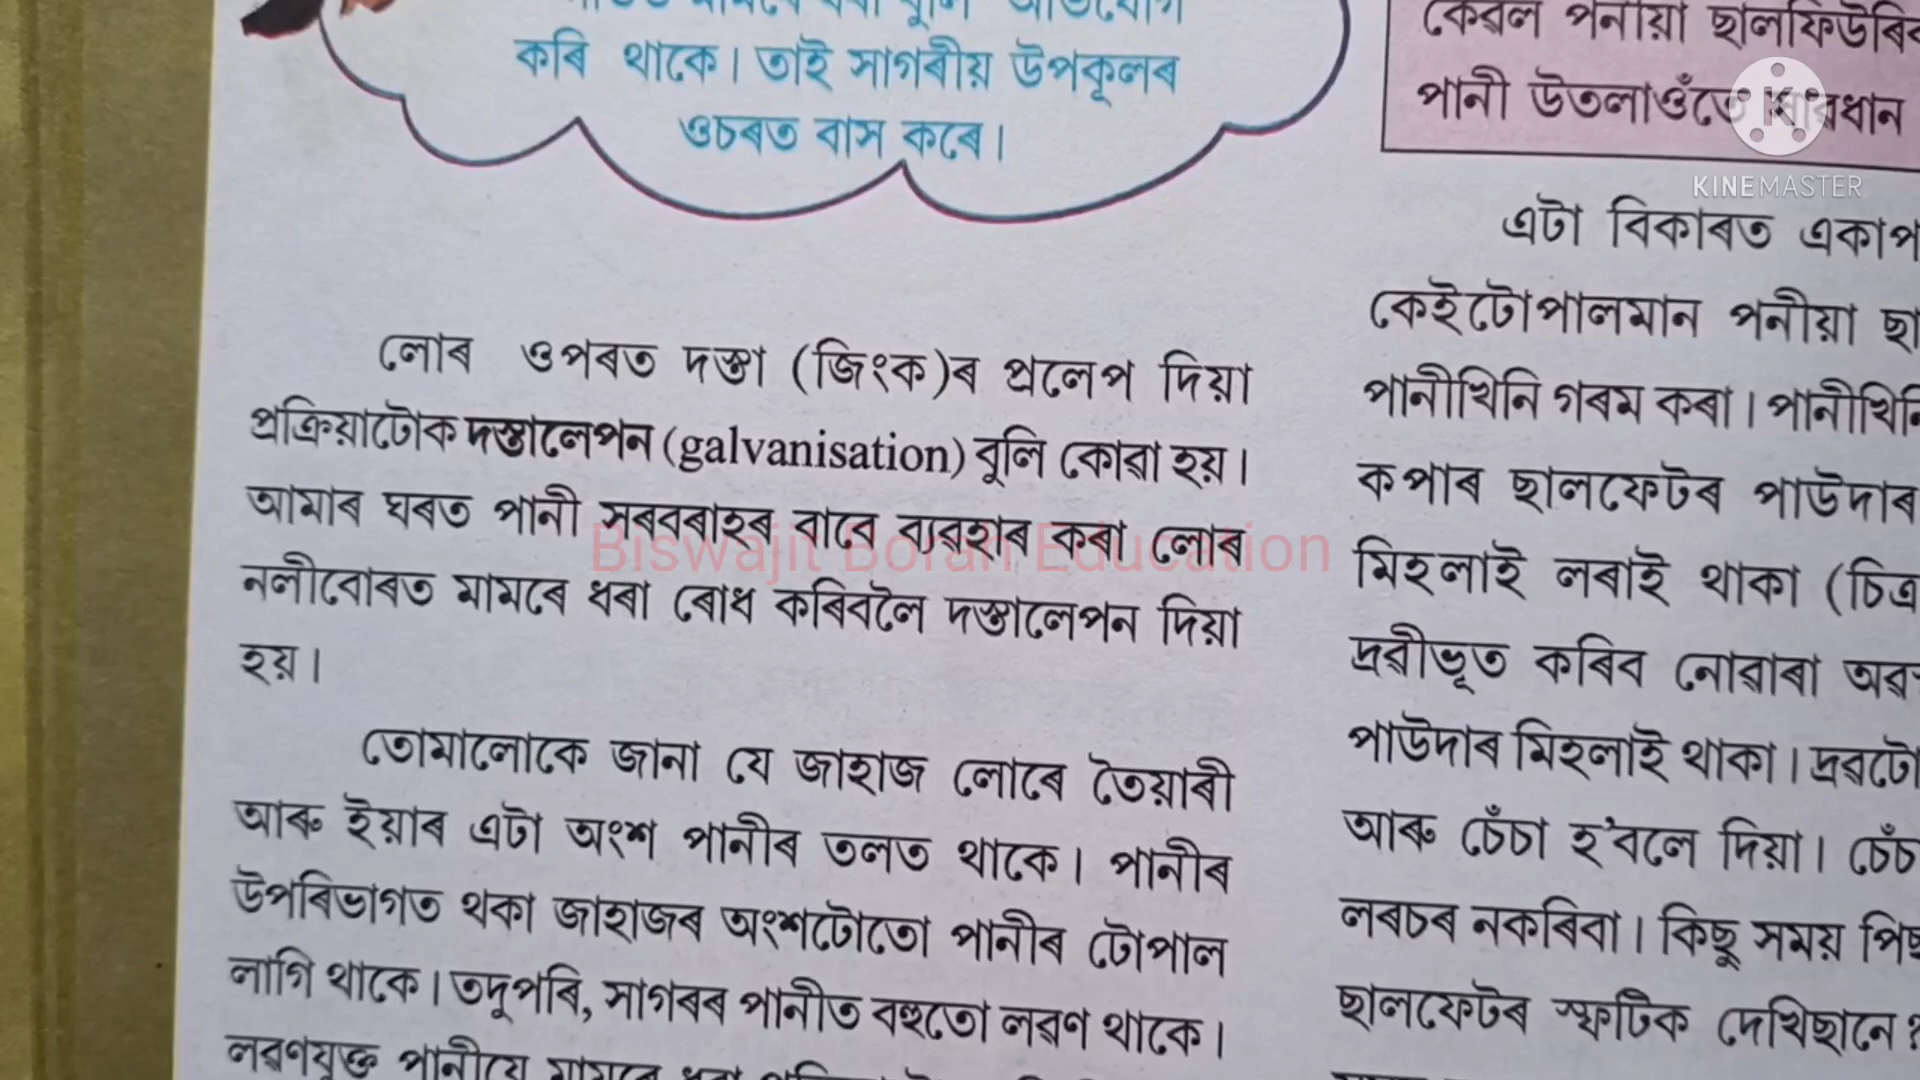 কৰি থাকে। তাই সাগৰীয় উপকূলৰ
ওচৰত বাস কৰে।
লোৰ ওপৰত দস্তা (জিংক)ৰ প্ৰলেপ দিয়া
প্ৰক্ৰিয়াটোক দস্তালেপন (galvanisation) বুলি কোৱা হয়।
আমাৰ ঘৰত পানী সৰবৰাহৰ বাবে ব্যৱহাৰ কৰা লোৰ
নলীবোৰত মামৰে ধৰা ৰোধ কৰিবলৈ দস্তালেপন দিয়া
হয়।
তোমালোকে জানা যে জাহাজ লোৰে তৈয়াৰী
আৰু ইয়াৰ এটা অংশ পানীৰ তলত থাকে। পানীৰ
উপৰিভাগত থকা জাহাজৰ অংশটোতো পানীৰ টোপাল
লাগি থাকে। তদুপৰি, সাগৰৰ পানীত বহুতো লৱণ থাকে।
লৱণযুক্ত পানীয়ে মামৰে ধৰা
কেৱল পনীয়া
পানী উতলাওঁতে সাৱধান
এটা বিকাৰত একাপ
কেইটোপালমান পনীয়া ছা
পানীখিনি গৰম কৰা। পানীখিনি
কপাৰ ছালফেটৰ পাউদাৰ
মিহলাই লৰাই থাকা (চিত্ৰ
দ্ৰৱীভূত কৰিব নোৱাৰা অৱ
পাউদাৰ মিহলাই থাকা। দ্ৰৱটো
আৰু চেঁচা হ’বলে দিয়া। চেঁচ
লৰচৰ নকৰিবা। কিছু সময় পিছ
ছালফেটৰ স্ফটিক দেখিছানে?
KINEMASTER
Biswajit Borah Education